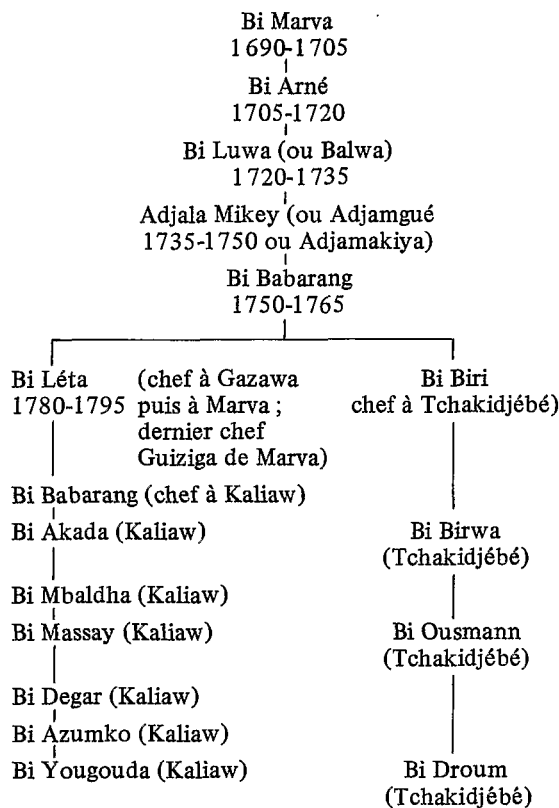 Bi Marva
1690-1705
Bi Arné
1705-1720
Bi Luwa (ou Balwa)
1720-1735
Adjala Mikey (ou Adjamgué
1735-1750 ou Adjamakiya)
Bi Babarang
1750-1765
Bi Léta (chef à Gazawa
1780-1795 puis à Marva ;
dernier chef
Guiziga de Marva)
Bi Babarang (chef à Kaliaw)
Bi Akada (Kaliaw)
Bi Mbaldha (Kaliaw)
Bi Massay (Kaliaw)
Bi Degar (Kaliaw)
Bi Azumko (Kaliaw)
Bi Yougouda (Kaliaw)
Bi Biri
chef à Tchakidjébé)
Bi Birwa
(Tchakidjébé)
Bi Ousmann
(Tchakidjébé)
Bi Droum
(Tchakidjébé)